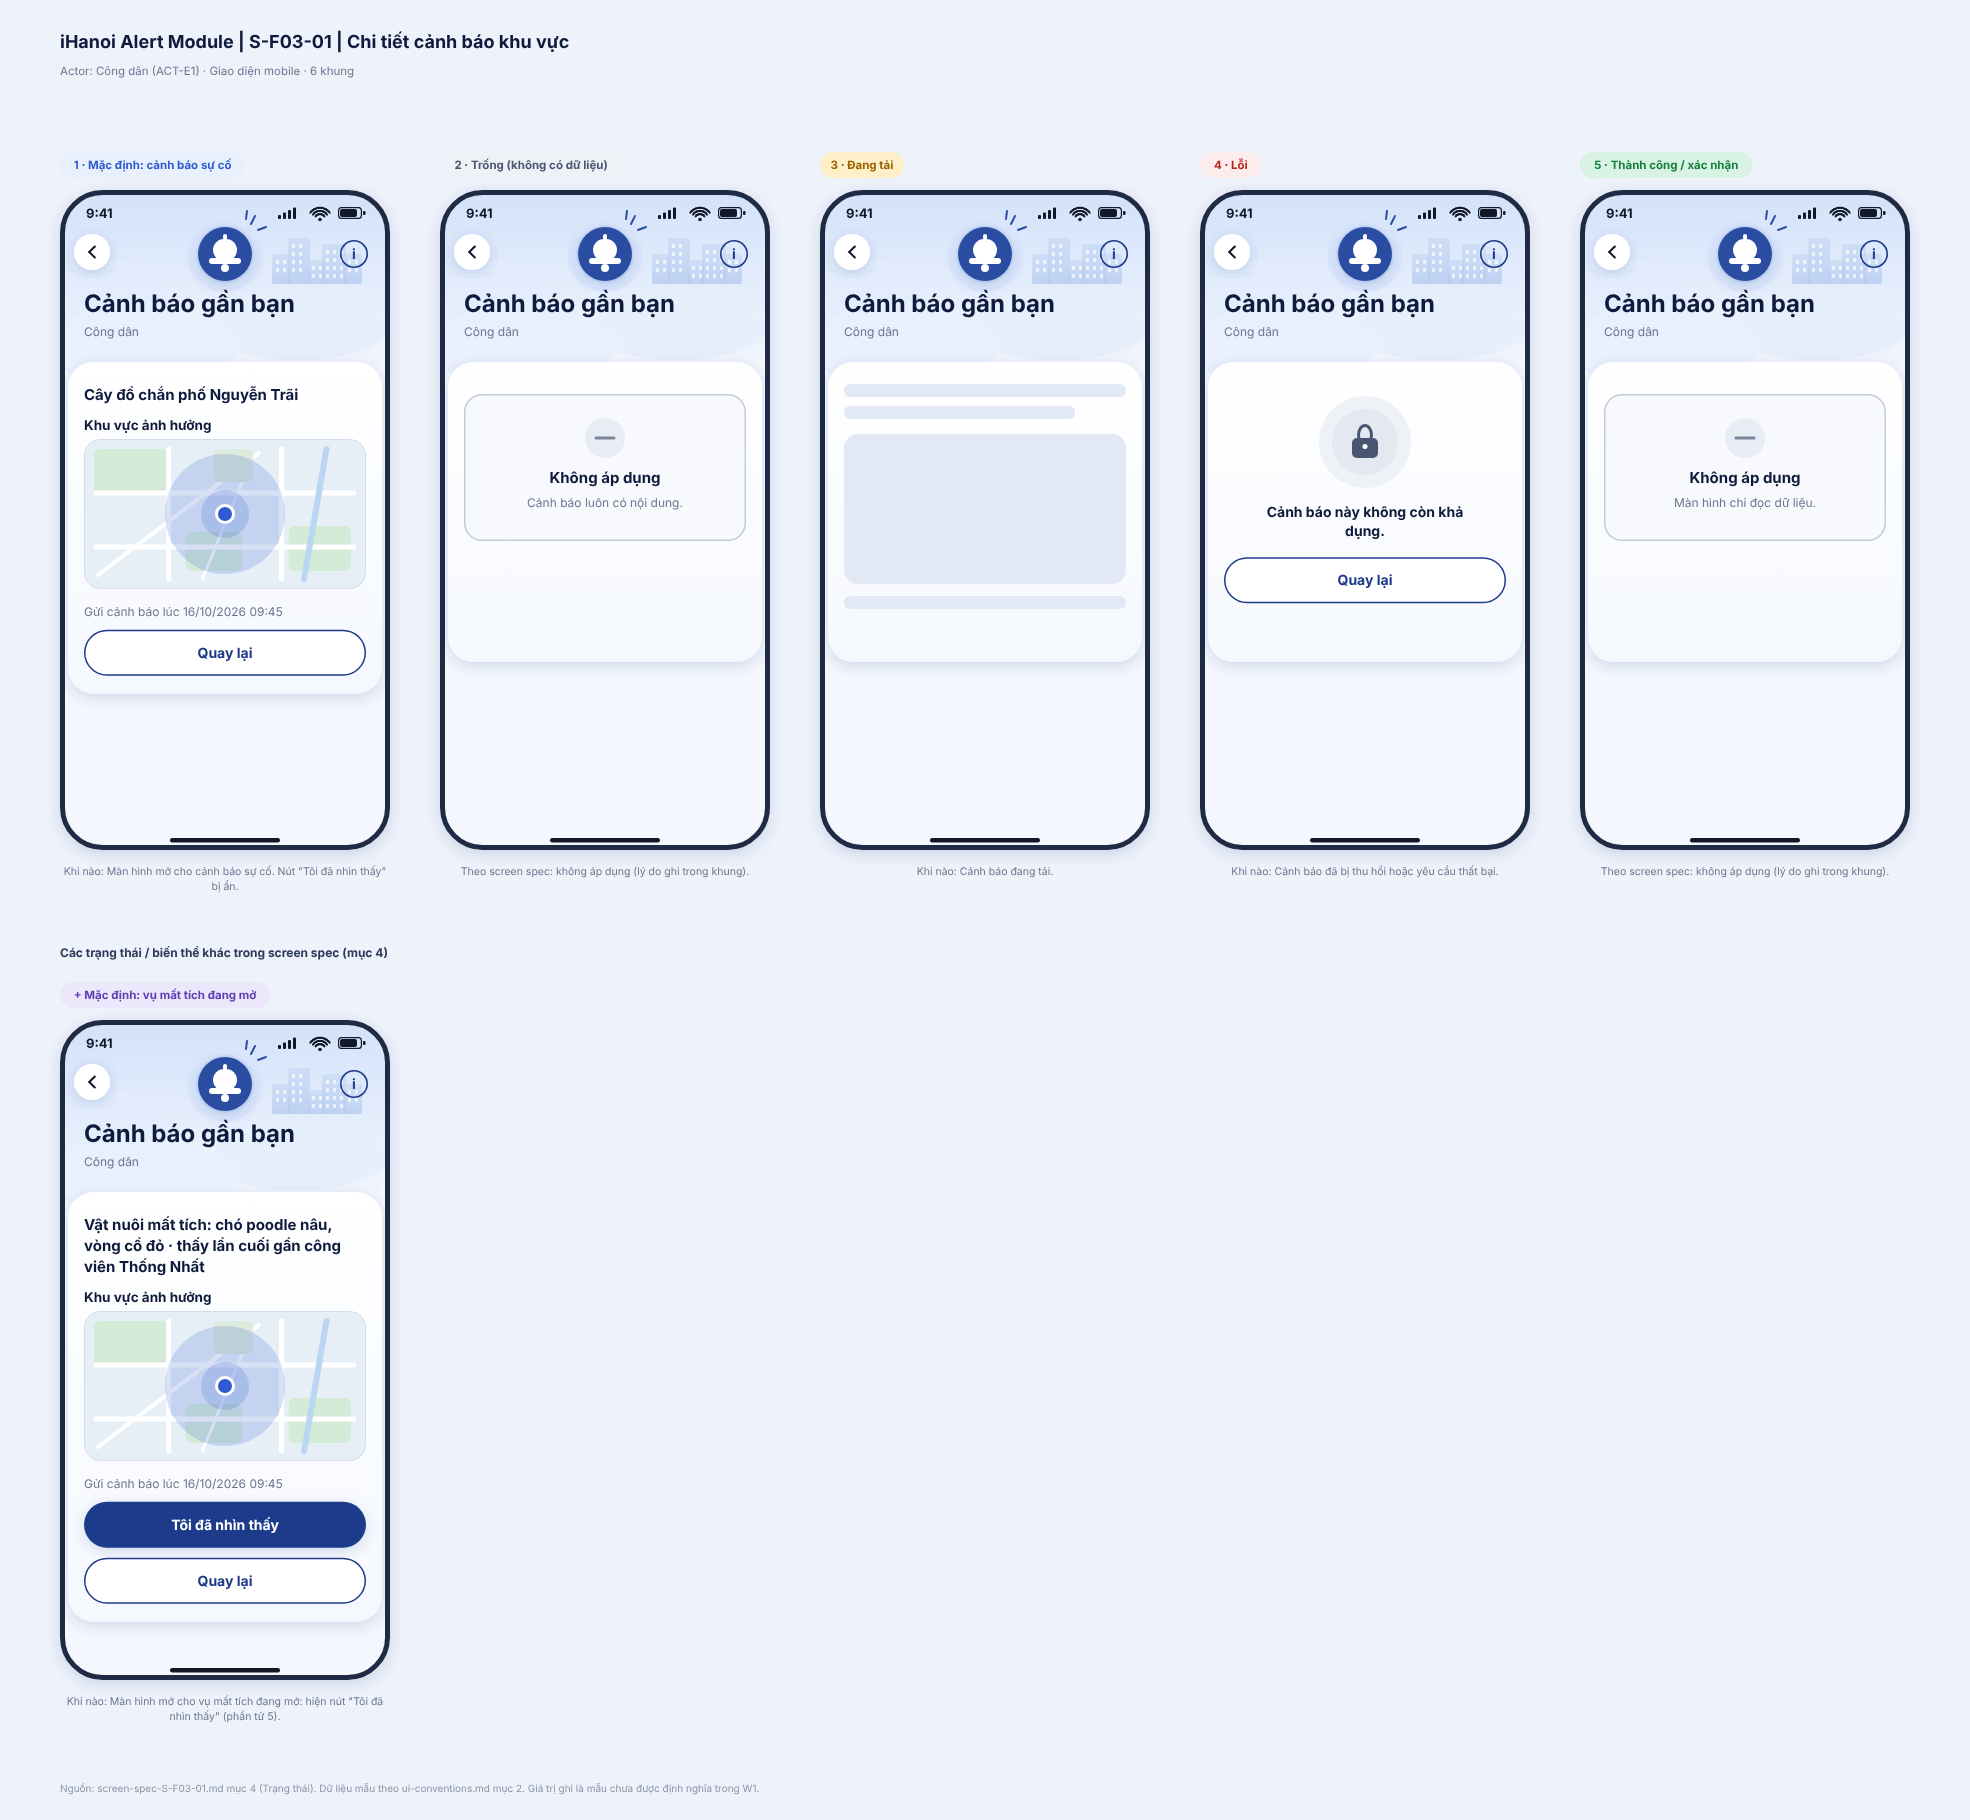 iHanoi Alert Module | S-F03-01 | Chi tiết cảnh báo khu vực
Actor: Công dân (ACT-E1) · Giao diện mobile · 6 khung
1 · Mặc định: cảnh báo sự cố
9:41
i
Cảnh báo gần bạn
Công dân
Cây đổ chắn phố Nguyễn Trãi
Khu vực ảnh hưởng
Gửi cảnh báo lúc 16/10/2026 09:45
Quay lại
Khi nào: Màn hình mở cho cảnh báo sự cố. Nút "Tôi đã nhìn thấy"
bị ẩn.
2 · Trống (không có dữ liệu)
9:41
i
Cảnh báo gần bạn
Công dân
Không áp dụng
Cảnh báo luôn có nội dung.
Theo screen spec: không áp dụng (lý do ghi trong khung).
3 · Đang tải
9:41
i
Cảnh báo gần bạn
Công dân
Khi nào: Cảnh báo đang tải.
4 · Lỗi
9:41
i
Cảnh báo gần bạn
Công dân
Cảnh báo này không còn khả
dụng.
Quay lại
Khi nào: Cảnh báo đã bị thu hồi hoặc yêu cầu thất bại.
5 · Thành công / xác nhận
9:41
i
Cảnh báo gần bạn
Công dân
Không áp dụng
Màn hình chỉ đọc dữ liệu.
Theo screen spec: không áp dụng (lý do ghi trong khung).
Các trạng thái / biến thể khác trong screen spec (mục 4)
+ Mặc định: vụ mất tích đang mở
9:41
i
Cảnh báo gần bạn
Công dân
Vật nuôi mất tích: chó poodle nâu,
vòng cổ đỏ · thấy lần cuối gần công
viên Thống Nhất
Khu vực ảnh hưởng
Gửi cảnh báo lúc 16/10/2026 09:45
Tôi đã nhìn thấy
Quay lại
Khi nào: Màn hình mở cho vụ mất tích đang mở: hiện nút "Tôi đã
nhìn thấy" (phần tử 5).
Nguồn: screen-spec-S-F03-01.md mục 4 (Trạng thái). Dữ liệu mẫu theo ui-conventions.md mục 2. Giá trị ghi là mẫu chưa được định nghĩa trong W1.